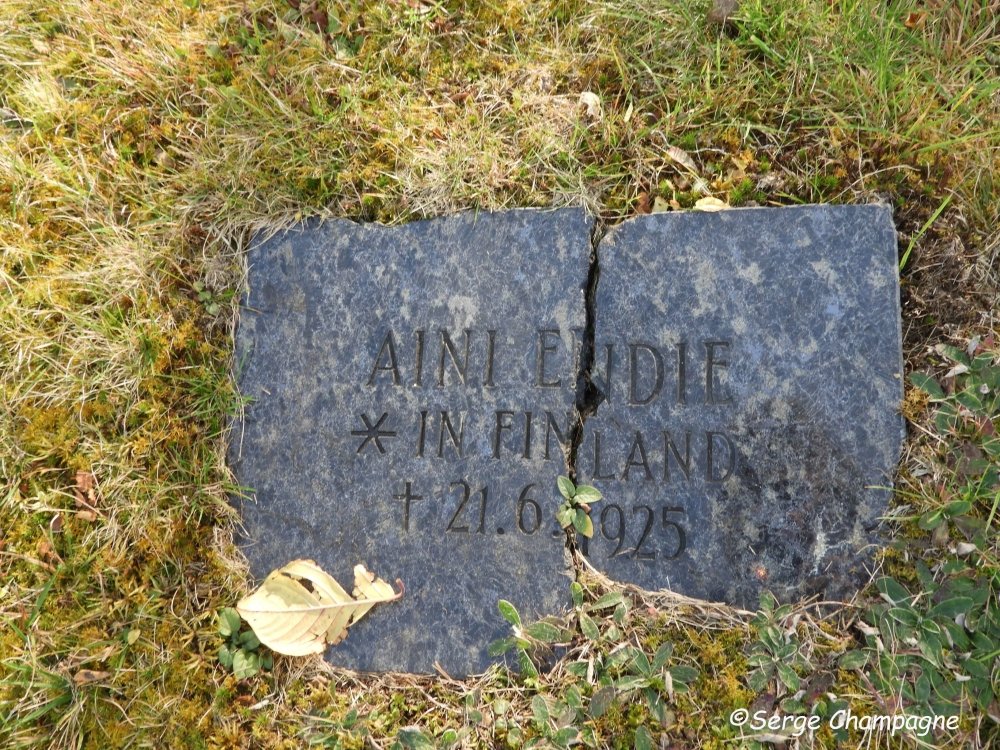 AINI ENDIE
* IN FINLAND
† 21.6.1925
©Serge Champagne